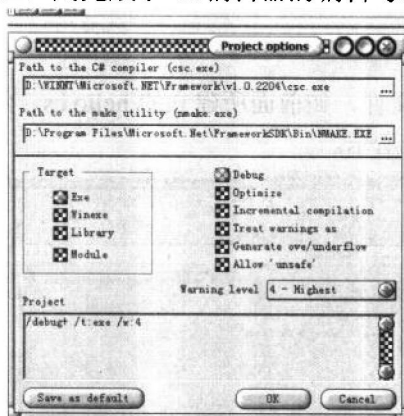 Project options
Path to the C# compiler (csc.exe)
D:\WINNT\Microsoft.NET\Framework\v1.0.2204\csc.exe ...
Path to the make utility (nmake.exe)
D:\Program Files\Microsoft.Net\FrameworkSDK\Bin\NMAKE.EXE ...
Target
Exe
Winexe
Library
Module
Debug
Optimize
Incremental compilation
Treat warnings as
Generate ove/underflow
Allow 'unsafe'
Warning level 4 - Highest
Project
/debug+ /t:exe /w:4
Save as default
OK
Cancel